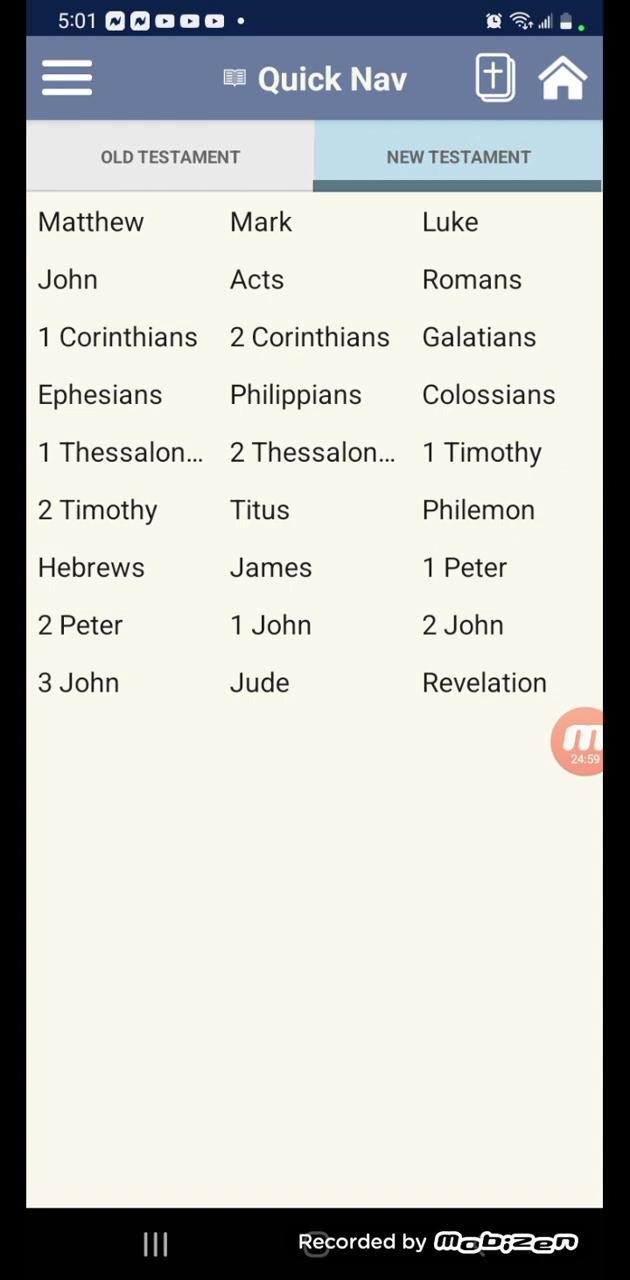 5:01
Quick Nav
OLD TESTAMENT NEW TESTAMENT
Matthew Mark Luke
John Acts Romans
1 Corinthians 2 Corinthians Galatians
Ephesians Philippians Colossians
1 Thessalon... 2 Thessalon... 1 Timothy
2 Timothy Titus Philemon
Hebrews James 1 Peter
2 Peter 1 John 2 John
3 John Jude Revelation
m
24:59
Recorded by mobizen